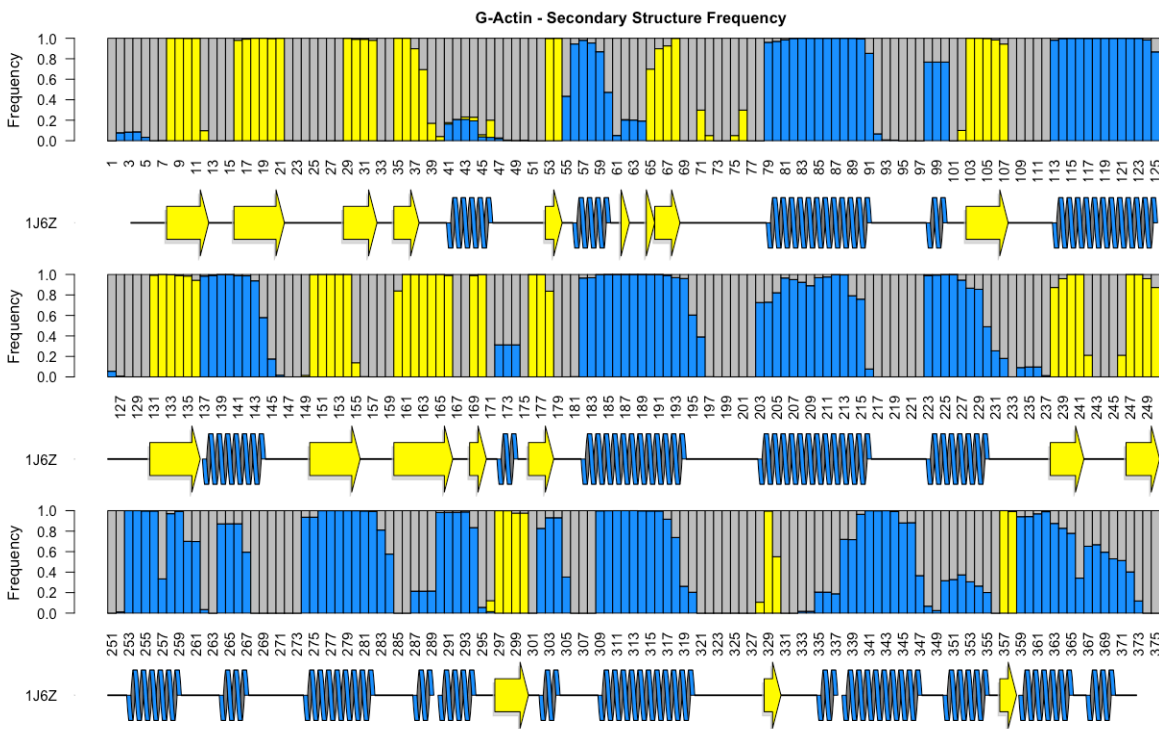 G-Actin - Secondary Structure Frequency
Frequency
1.0
0.8
0.6
0.4
0.2
0.0
1 3 5 7 9 11 13 15 17 19 21 23 25 27 29 31 33 35 37 39 41 43 45 47 49 51 53 55 57 59 61 63 65 67 69 71 73 75 77 79 81 83 85 87 89 91 93 95 97 99 101 103 105 107 109 111 113 115 117 119 121 123 125
1J6Z
Frequency
1.0
0.8
0.6
0.4
0.2
0.0
127 129 131 133 135 137 139 141 143 145 147 149 151 153 155 157 159 161 163 165 167 169 171 173 175 177 179 181 183 185 187 189 191 193 195 197 199 201 203 205 207 209 211 213 215 217 219 221 223 225 227 229 231 233 235 237 239 241 243 245 247 249
1J6Z
Frequency
1.0
0.8
0.6
0.4
0.2
0.0
251 253 255 257 259 261 263 265 267 269 271 273 275 277 279 281 283 285 287 289 291 293 295 297 299 301 303 305 307 309 311 313 315 317 319 321 323 325 327 329 331 333 335 337 339 341 343 345 347 349 351 353 355 357 359 361 363 365 367 369 371 373 375
1J6Z